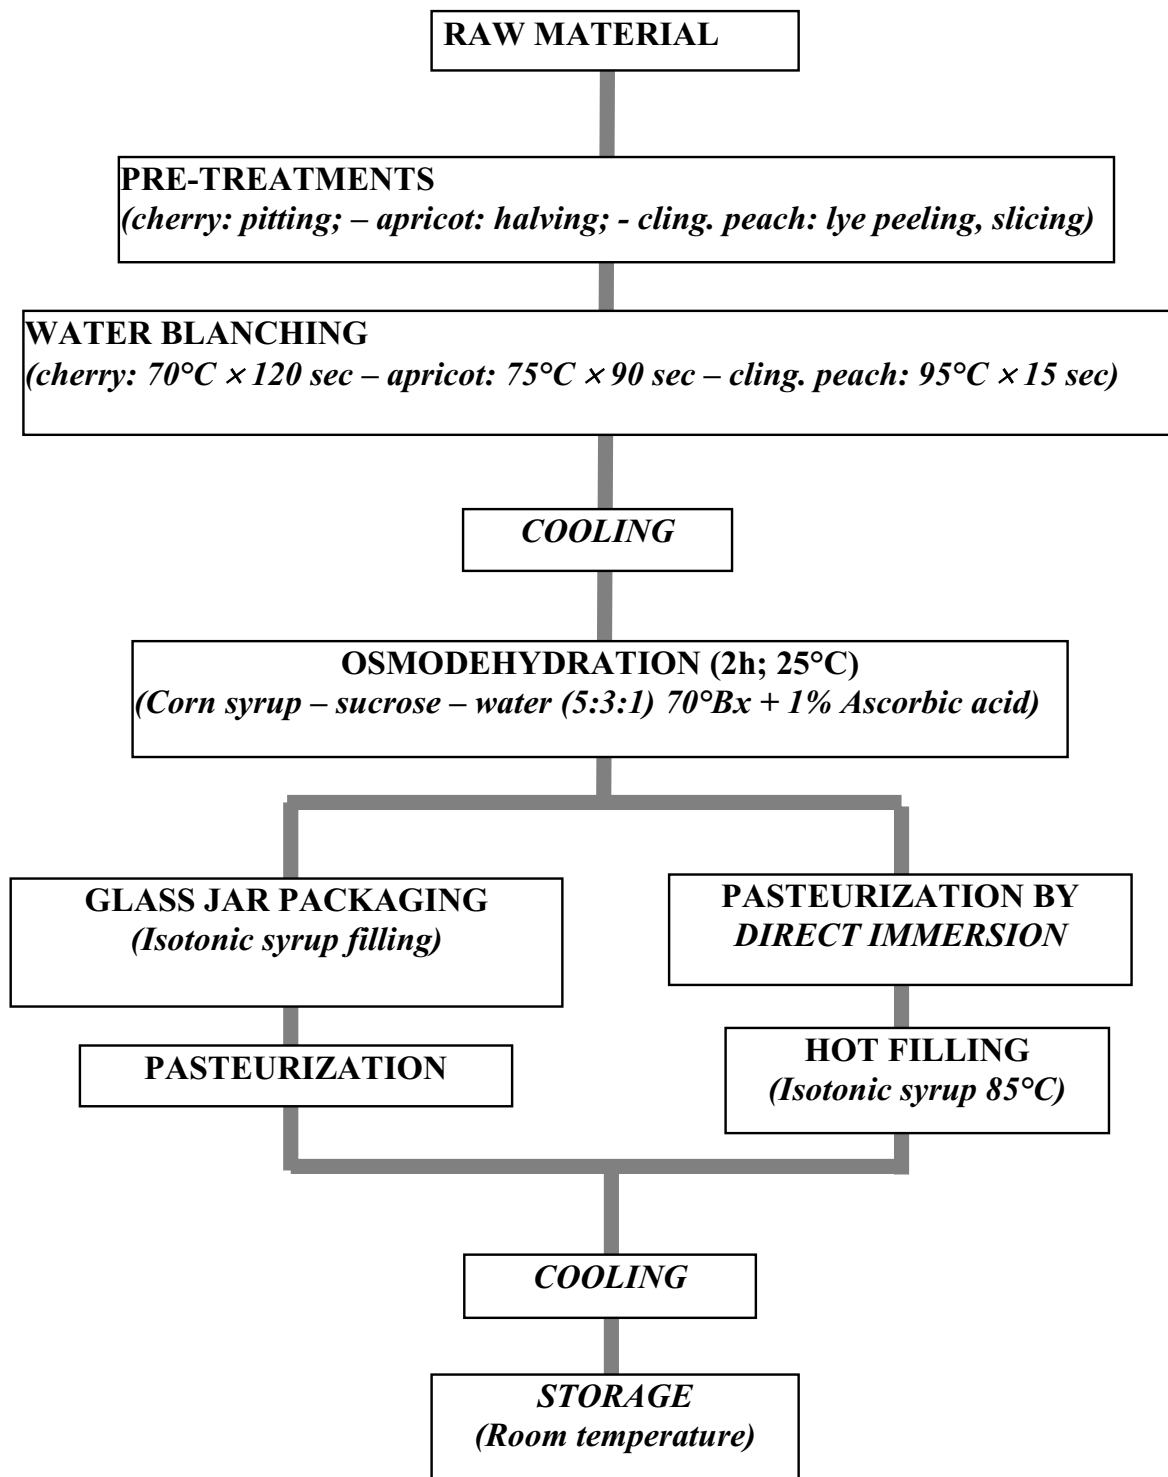 RAW MATERIAL
PRE-TREATMENTS
(cherry: pitting; – apricot: halving; - cling. peach: lye peeling, slicing)
WATER BLANCHING
(cherry: 70°C × 120 sec – apricot: 75°C × 90 sec – cling. peach: 95°C × 15 sec)
COOLING
OSMODEHYDRATION (2h; 25°C)
(Corn syrup – sucrose – water (5:3:1) 70°Bx + 1% Ascorbic acid)
GLASS JAR PACKAGING
(Isotonic syrup filling)
PASTEURIZATION
PASTEURIZATION BY
DIRECT IMMERSION
HOT FILLING
(Isotonic syrup 85°C)
COOLING
STORAGE
(Room temperature)